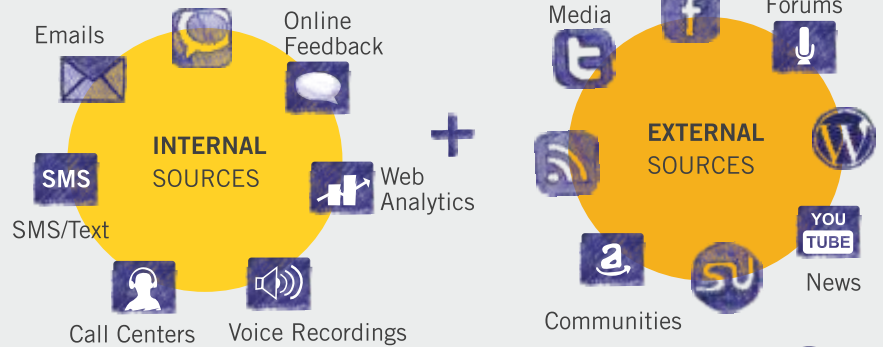 Emails
Online
Feedback
INTERNAL
SOURCES
SMS
SMS/Text
Web
Analytics
Call Centers
Voice Recordings
+
Media
Forums
EXTERNAL
SOURCES
YOU
TUBE
News
Communities